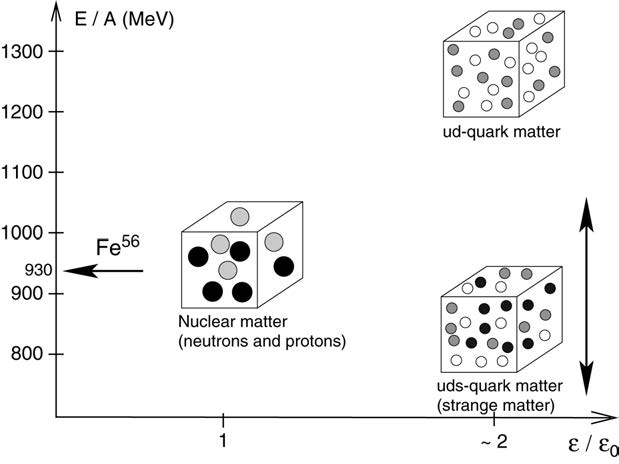 E / A (MeV)
1300
1200
ud-quark matter
1100
1000
Fe⁵⁶
930
900
Nuclear matter
(neutrons and protons)
800
uds-quark matter
(strange matter)
1
~ 2
ε / ε₀